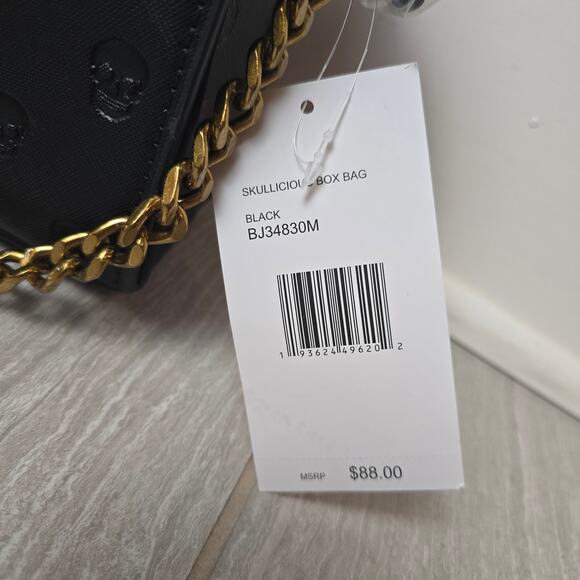 SKULLICIOUS BOX BAG
BLACK
BJ34830M
1 93624 49620 2
MSRP $88.00